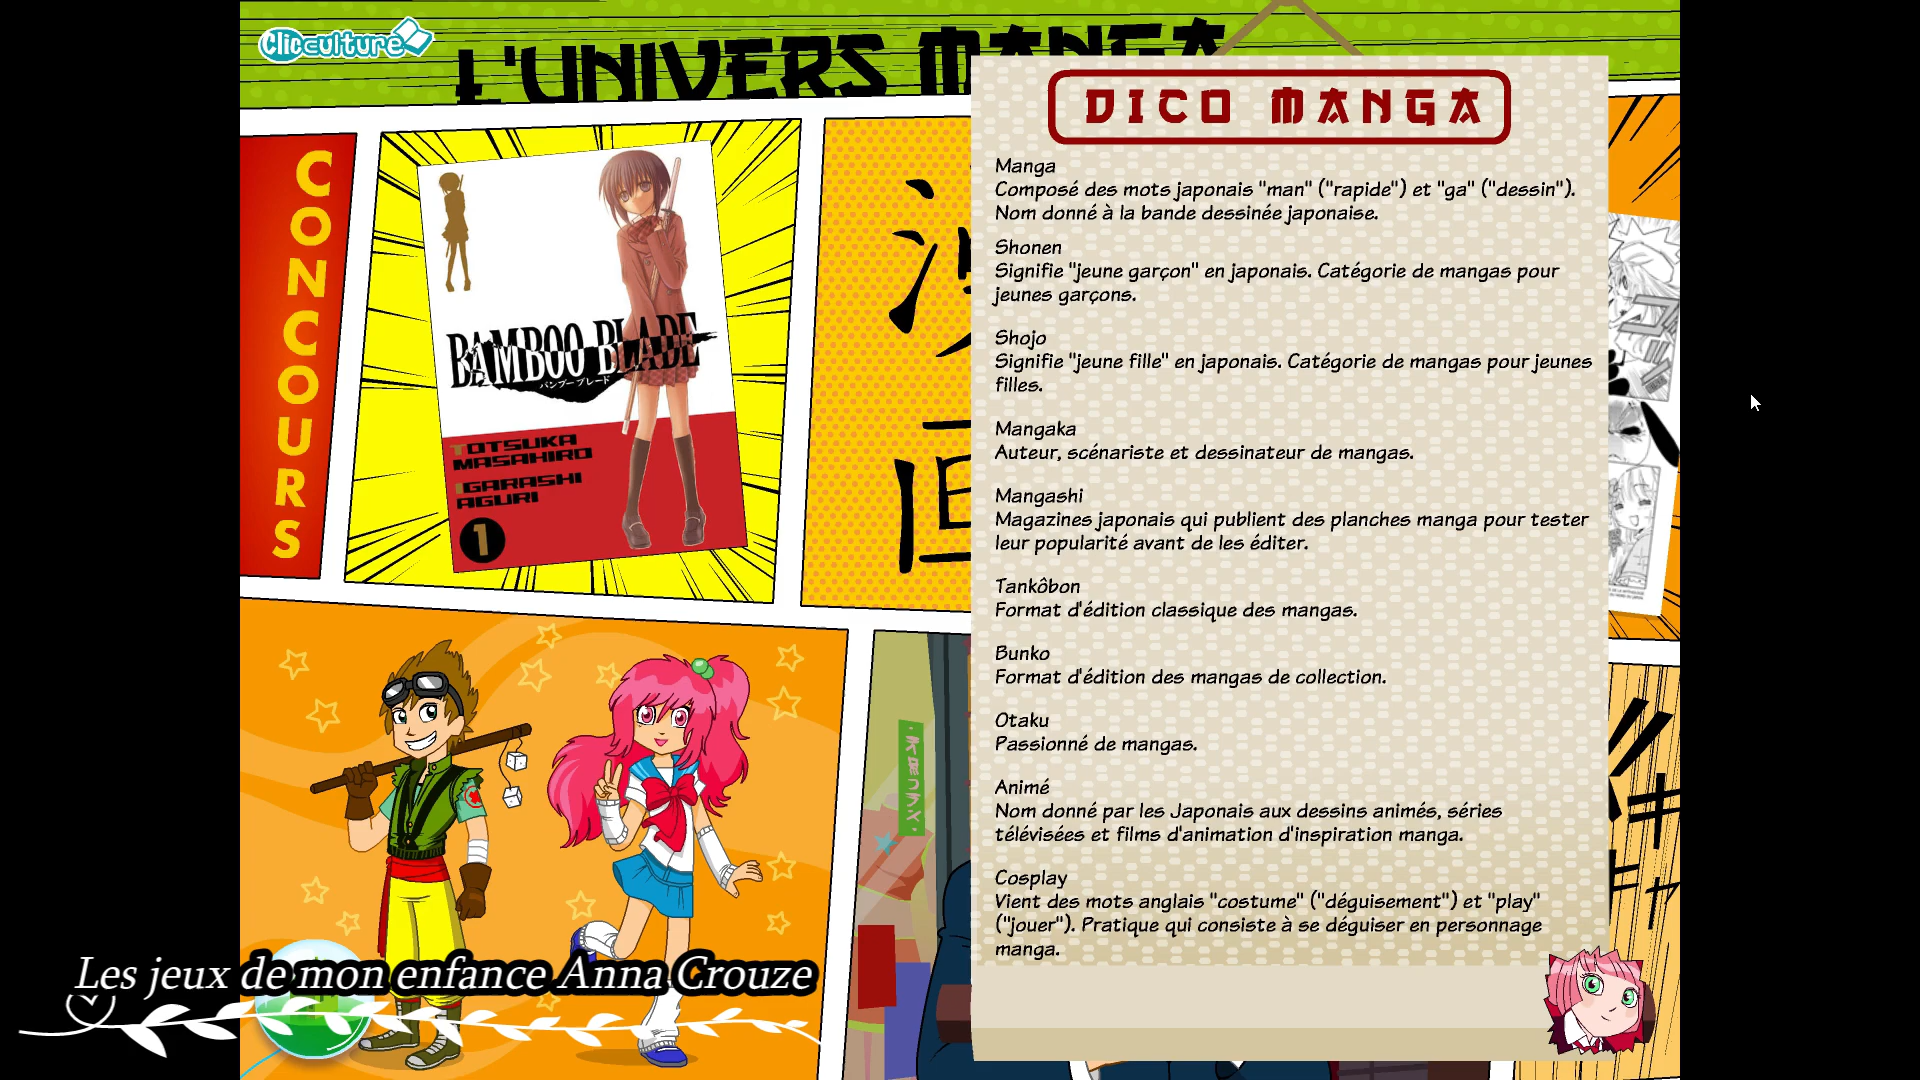 Clicculture
L'UNIVERS MANGA
DICO MANGA
CONCOURS
BAMBOO BLADE
バンブーブレード
TOTSUKA
MASAHIRO
IGARASHI
AGURI
1
Manga
Composé des mots japonais "man" ("rapide") et "ga" ("dessin").
Nom donné à la bande dessinée japonaise.
Shonen
Signifie "jeune garçon" en japonais. Catégorie de mangas pour
jeunes garçons.
Shojo
Signifie "jeune fille" en japonais. Catégorie de mangas pour jeunes
filles.
Mangaka
Auteur, scénariste et dessinateur de mangas.
Mangashi
Magazines japonais qui publient des planches manga pour tester
leur popularité avant de les éditer.
Tankôbon
Format d'édition classique des mangas.
Bunko
Format d'édition des mangas de collection.
Otaku
Passionné de mangas.
Animé
Nom donné par les Japonais aux dessins animés, séries
télévisées et films d'animation d'inspiration manga.
Cosplay
Vient des mots anglais "costume" ("déguisement") et "play"
("jouer"). Pratique qui consiste à se déguiser en personnage
manga.
Les jeux de mon enfance Anna Crouze